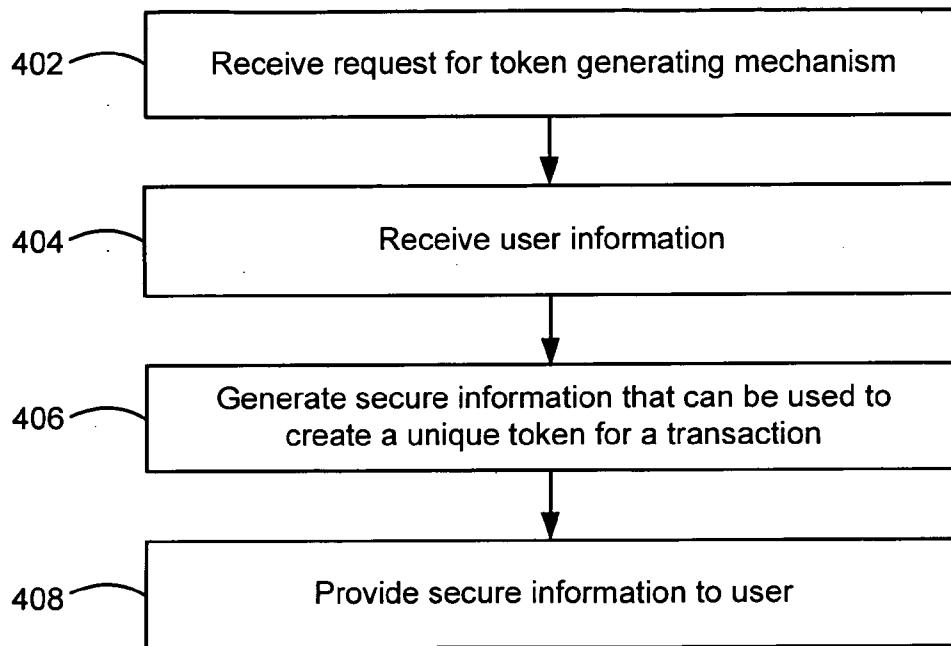 402
Receive request for token generating mechanism
404
Receive user information
406
Generate secure information that can be used to
create a unique token for a transaction
408
Provide secure information to user